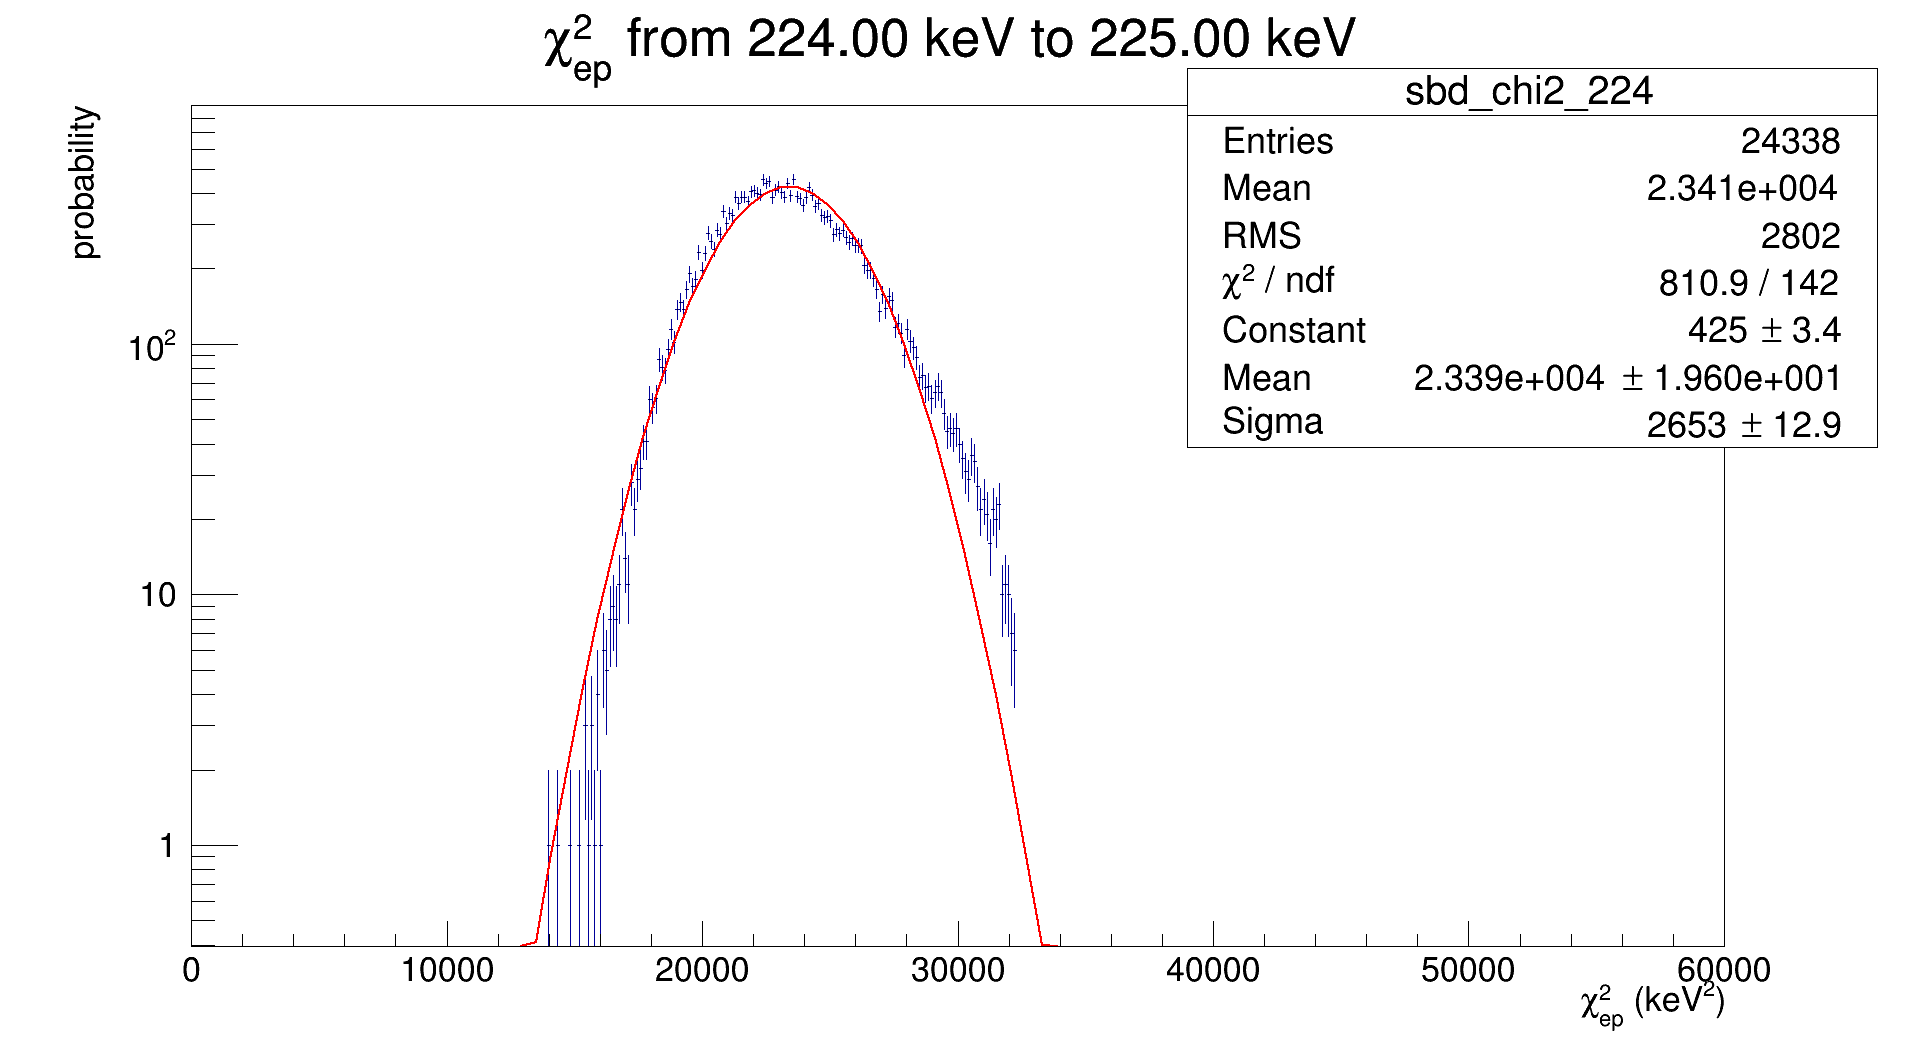 χ²ep from 224.00 keV to 225.00 keV
probability
sbd_chi2_224
Entries 24338
Mean 2.341e+004
RMS 2802
χ² / ndf 810.9 / 142
Constant 425 ± 3.4
Mean 2.339e+004 ± 1.960e+001
Sigma 2653 ± 12.9
10²
10
1
0 10000 20000 30000 40000 50000 60000
χ²ep (keV²)